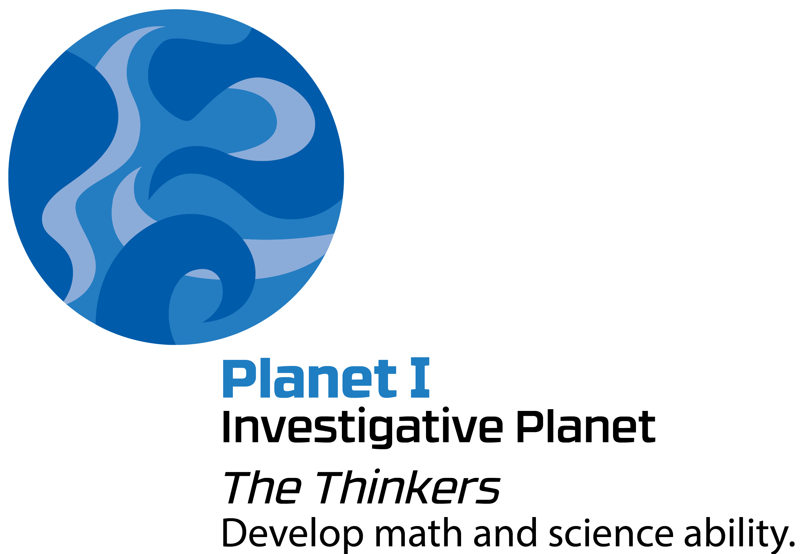 Planet I
Investigative Planet
The Thinkers
Develop math and science ability.